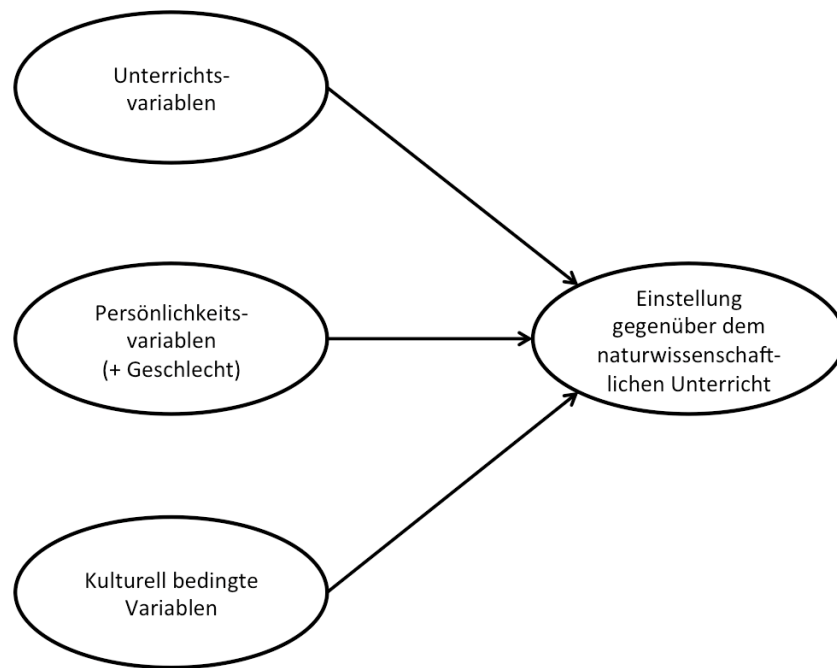 Unterrichts-
variablen
Persönlichkeits-
variablen
(+ Geschlecht)
Einstellung
gegenüber dem
naturwissenschaft-
lichen Unterricht
Kulturell bedingte
Variablen